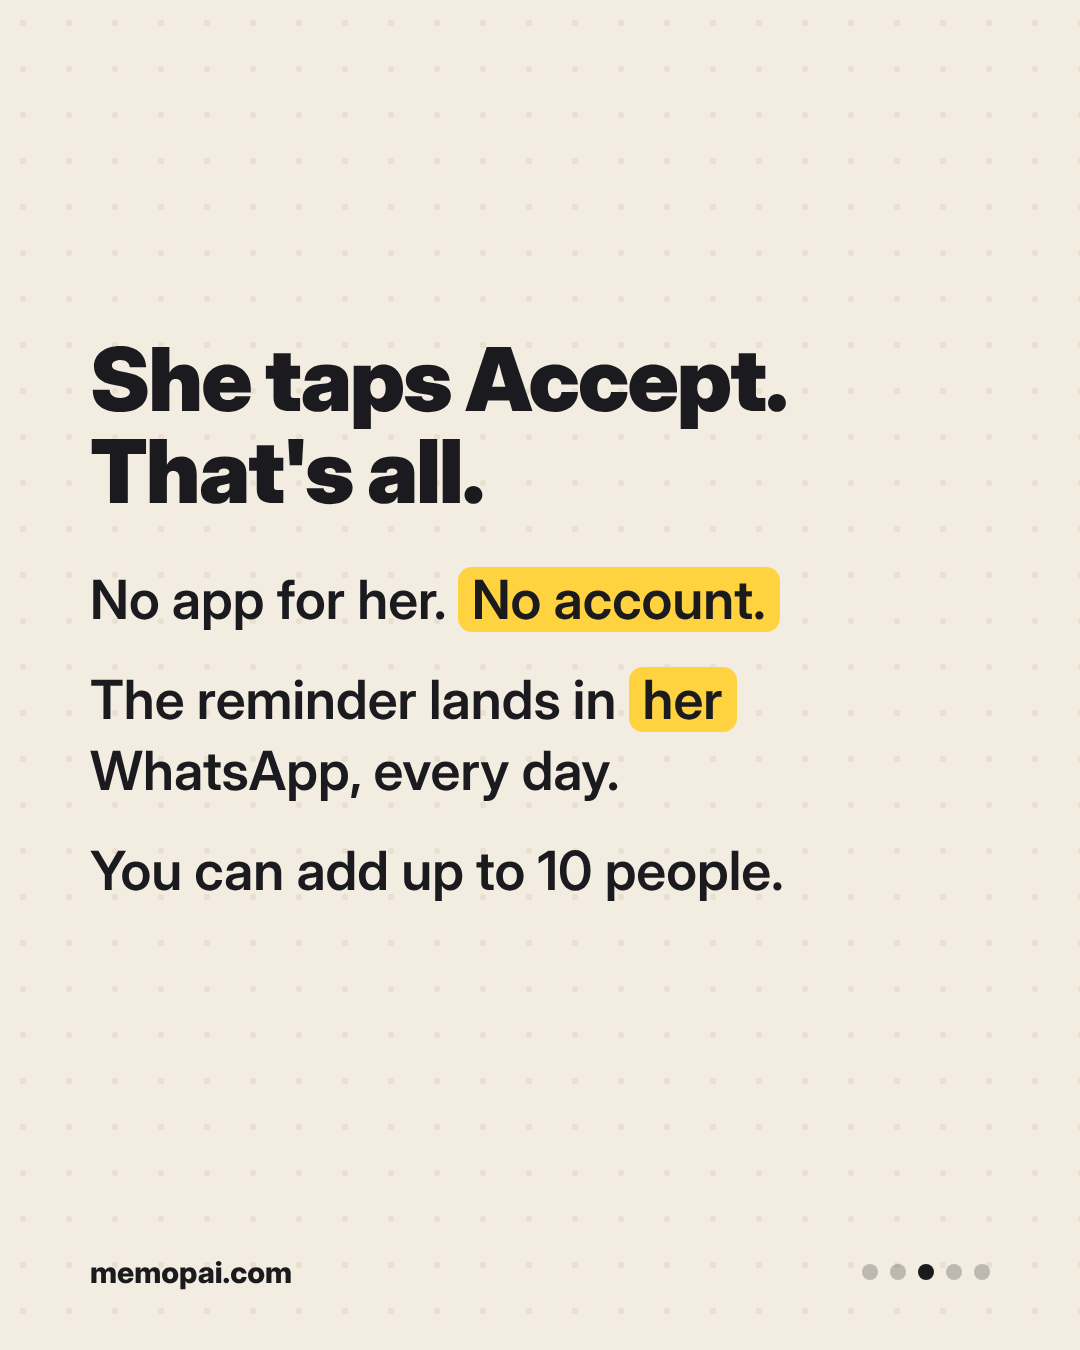 She taps Accept.
That's all.
No app for her. No account.
The reminder lands in her
WhatsApp, every day.
You can add up to 10 people.
memopai.com